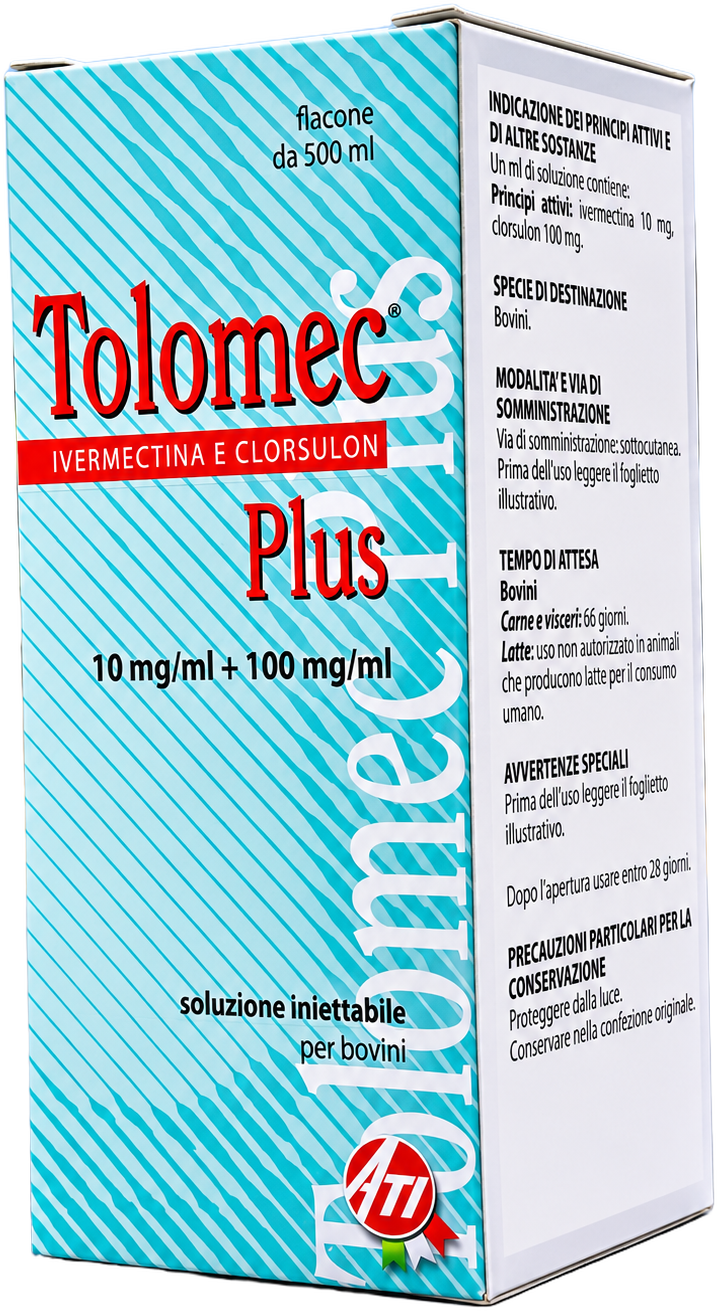 flacone
da 500 ml
Tolomec®
IVERMECTINA E CLORSULON
Plus
10 mg/ml + 100 mg/ml
soluzione iniettabile
per bovini
ATI
Tolomec Plus
INDICAZIONE DEI PRINCIPI ATTIVI E
DI ALTRE SOSTANZE
Un ml di soluzione contiene:
Principi attivi: ivermectina 10 mg,
clorsulon 100 mg.
SPECIE DI DESTINAZIONE
Bovini.
MODALITA' E VIA DI
SOMMINISTRAZIONE
Via di somministrazione: sottocutanea.
Prima dell'uso leggere il foglietto
illustrativo.
TEMPO DI ATTESA
Bovini
Carne e visceri: 66 giorni.
Latte: uso non autorizzato in animali
che producono latte per il consumo
umano.
AVVERTENZE SPECIALI
Prima dell'uso leggere il foglietto
illustrativo.
Dopo l'apertura usare entro 28 giorni.
PRECAUZIONI PARTICOLARI PER LA
CONSERVAZIONE
Proteggere dalla luce.
Conservare nella confezione originale.